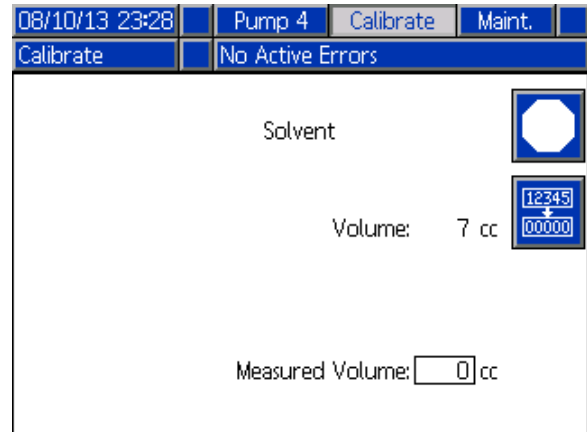 08/10/13 23:28 Pump 4 Calibrate Maint.
Calibrate No Active Errors
Solvent
12345
Volume: 7 cc 00000
Measured Volume: 0 cc